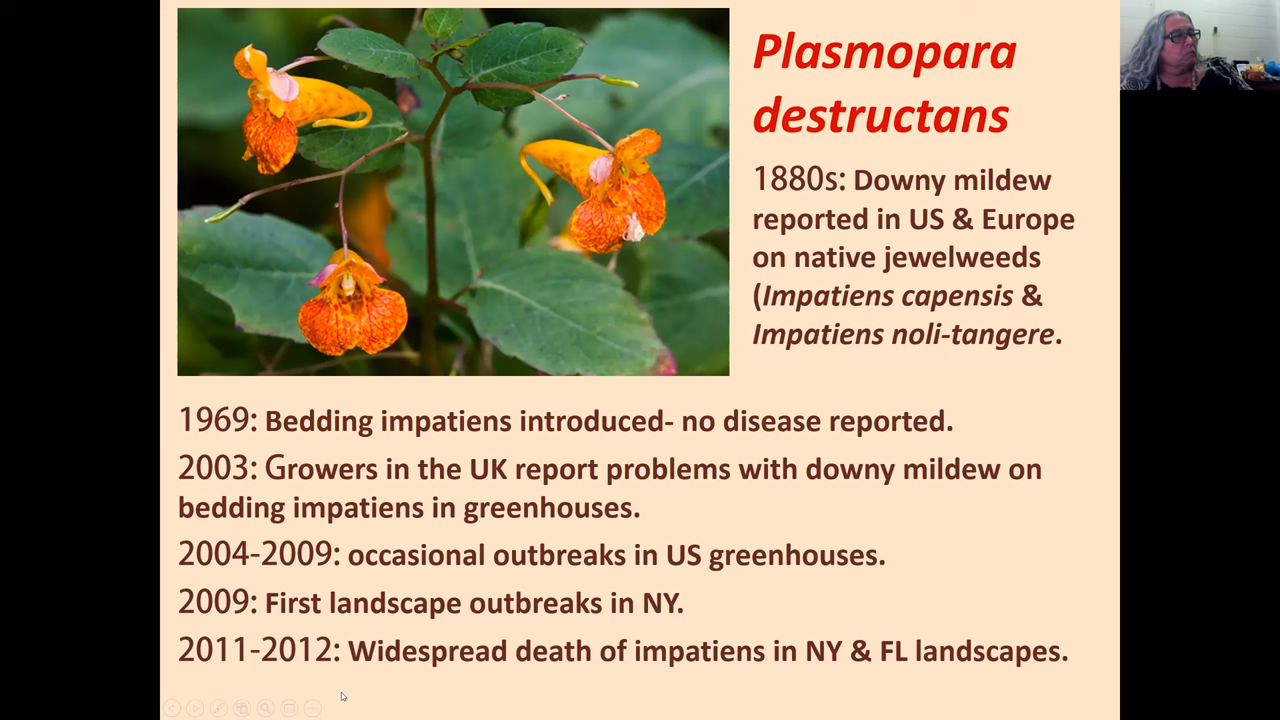 Plasmopara
destructans
1880s: Downy mildew
reported in US & Europe
on native jewelweeds
(Impatiens capensis &
Impatiens noli-tangere.
1969: Bedding impatiens introduced- no disease reported.
2003: Growers in the UK report problems with downy mildew on
bedding impatiens in greenhouses.
2004-2009: occasional outbreaks in US greenhouses.
2009: First landscape outbreaks in NY.
2011-2012: Widespread death of impatiens in NY & FL landscapes.